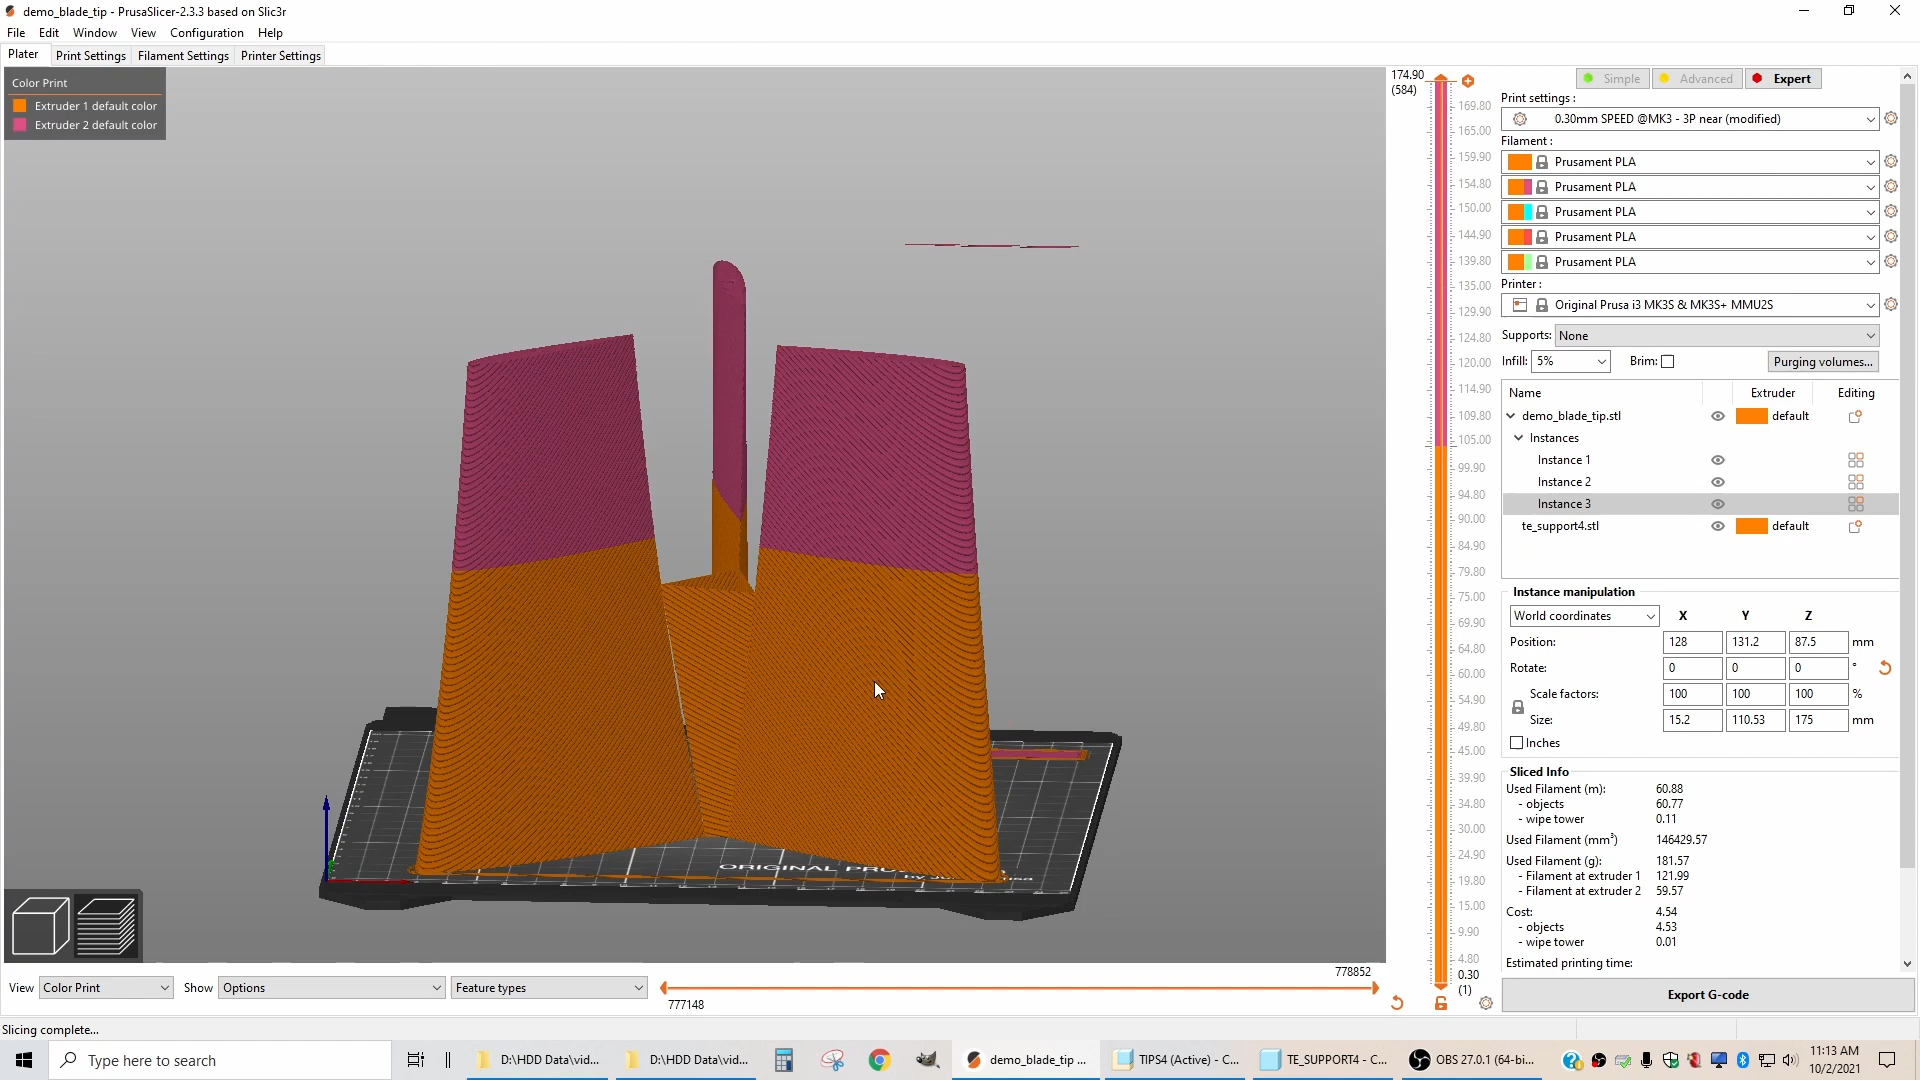 demo_blade_tip - PrusaSlicer-2.3.3 based on Slic3r
File Edit Window View Configuration Help
Plater Print Settings Filament Settings Printer Settings
Color Print
Extruder 1 default color
Extruder 2 default color
174.90
(584)
169.80
165.00
159.90
154.80
150.00
144.90
139.80
135.00
129.90
124.80
120.00
114.90
109.80
105.00
99.90
94.80
90.00
84.90
79.80
75.00
69.90
64.80
60.00
54.90
49.80
45.00
39.90
34.80
30.00
24.90
19.80
15.00
9.90
4.80
0.30
(1)
Simple Advanced Expert
Print settings :
0.30mm SPEED @MK3 - 3P near (modified)
Filament :
Prusament PLA
Prusament PLA
Prusament PLA
Prusament PLA
Prusament PLA
Printer :
Original Prusa i3 MK3S & MK3S+ MMU2S
Supports: None
Infill: 5% Brim: Purging volumes...
Name Extruder Editing
demo_blade_tip.stl default
Instances
Instance 1
Instance 2
Instance 3
te_support4.stl default
Instance manipulation
World coordinates X Y Z
Position: 128 131.2 87.5 mm
Rotate: 0 0 0 °
Scale factors: 100 100 100 %
Size: 15.2 110.53 175 mm
Inches
Sliced Info
Used Filament (m): 60.88
- objects 60.77
- wipe tower 0.11
Used Filament (mm³) 146429.57
Used Filament (g): 181.57
- Filament at extruder 1 121.99
- Filament at extruder 2 59.57
Cost: 4.54
- objects 4.53
- wipe tower 0.01
Estimated printing time:
Export G-code
ORIGINAL
by
View Color Print Show Options Feature types
778852
777148
Slicing complete...
Type here to search
D:\HDD Data\vid...
D:\HDD Data\vid...
demo_blade_tip ...
TIPS4 (Active) - C...
TE_SUPPORT4 - C...
OBS 27.0.1 (64-bi...
11:13 AM
10/2/2021